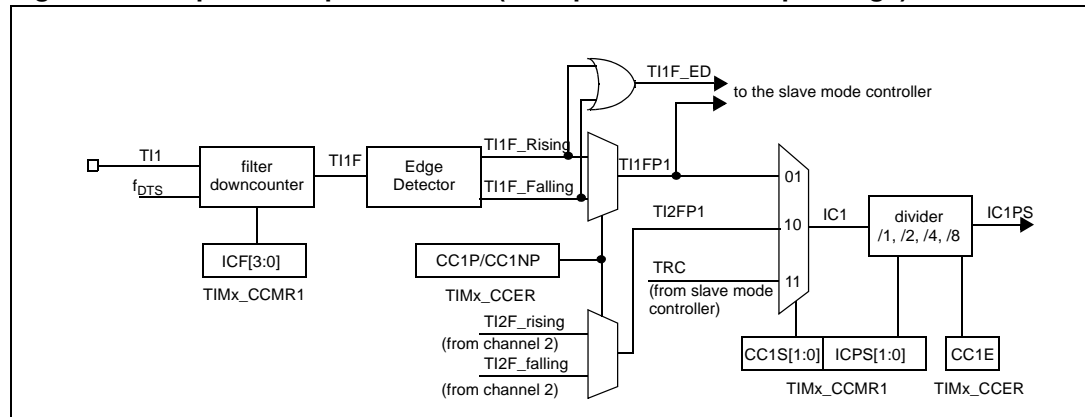 TI1F_ED
to the slave mode controller
TI1
f_DTS
filter
downcounter
TI1F
Edge
Detector
TI1F_Rising
TI1F_Falling
TI1FP1
01
TI2FP1
10
IC1
divider
/1, /2, /4, /8
IC1PS
ICF[3:0]
TIMx_CCMR1
CC1P/CC1NP
TIMx_CCER
TRC
11
(from slave mode
controller)
TI2F_rising
(from channel 2)
TI2F_falling
(from channel 2)
CC1S[1:0]
ICPS[1:0]
CC1E
TIMx_CCMR1
TIMx_CCER